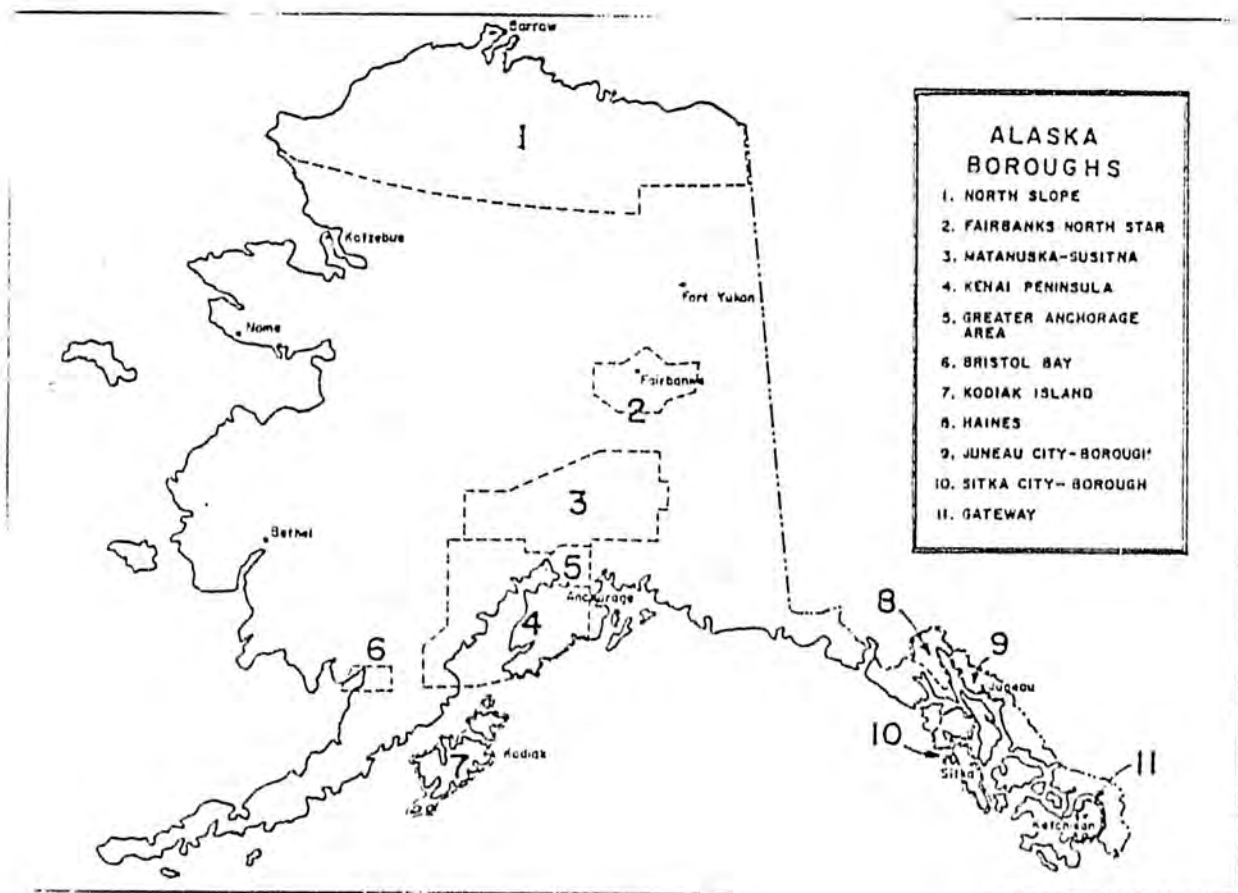 Barrow
1
Kotzebue
Fort Yukon
Nome
Fairbanks
2
3
Bethel
5
Anchorage
4
6
7
Kodiak
8
9
Juneau
10
Sitka
11
Ketchikan
ALASKA
BOROUGHS
1. NORTH SLOPE
2. FAIRBANKS NORTH STAR
3. MATANUSKA-SUSITNA
4. KENAI PENINSULA
5. GREATER ANCHORAGE
AREA
6. BRISTOL BAY
7. KODIAK ISLAND
8. HAINES
9. JUNEAU CITY-BOROUGH
10. SITKA CITY-BOROUGH
11. GATEWAY